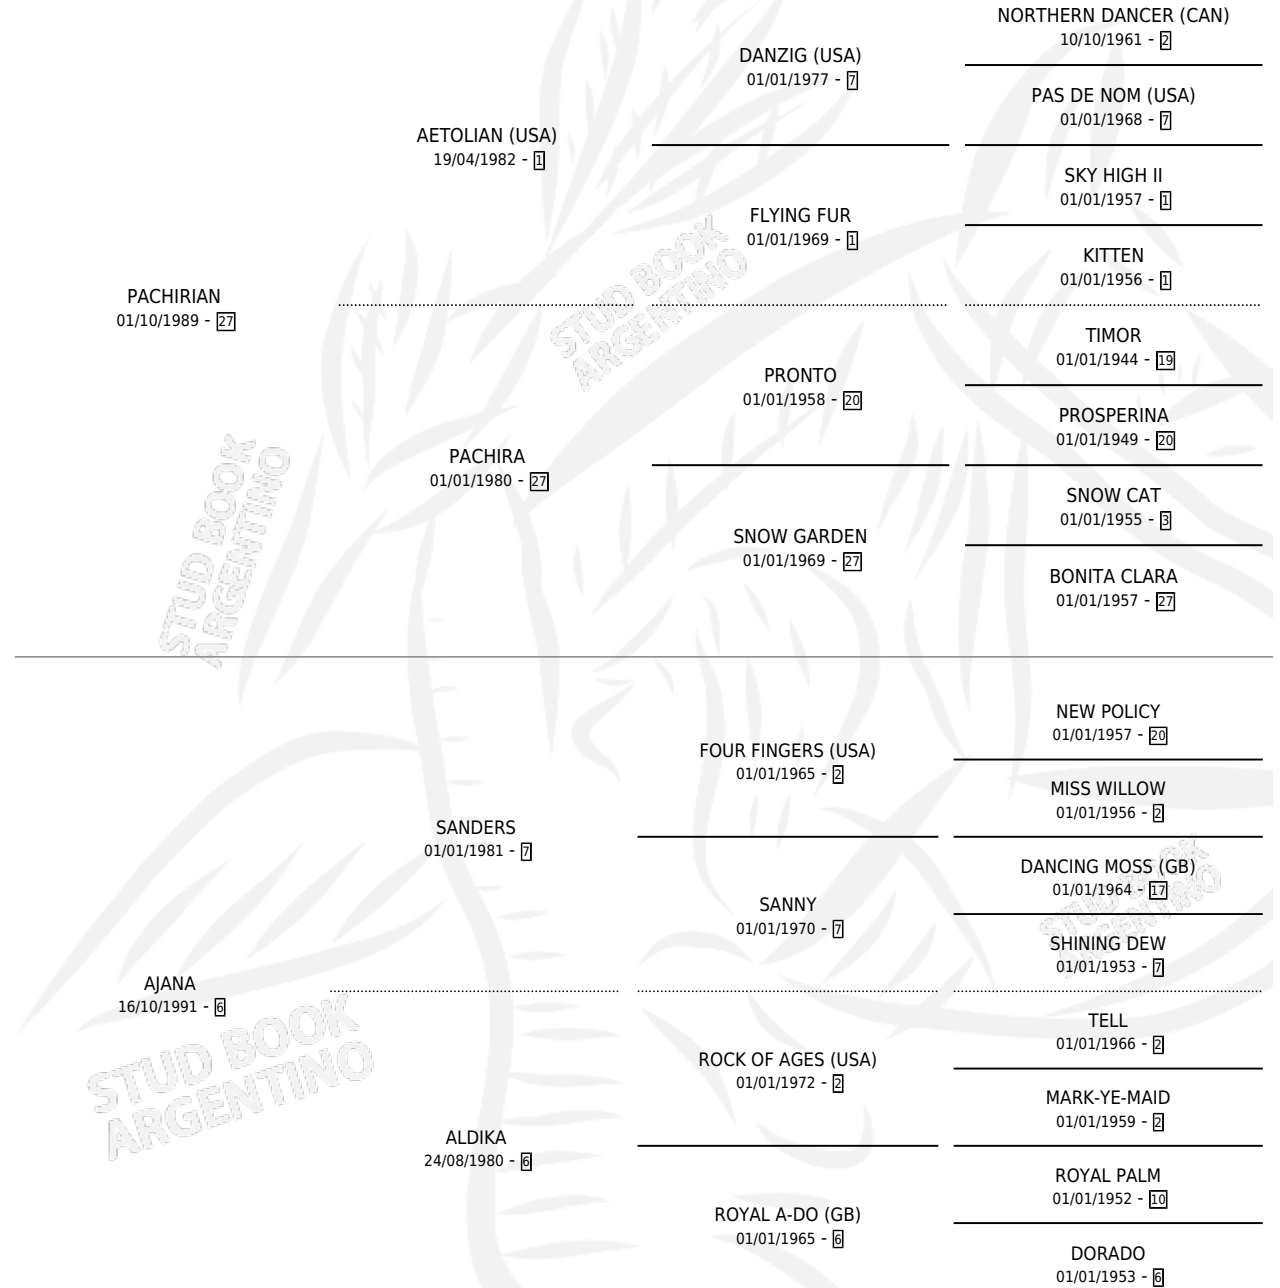 NORTHERN DANCER (CAN)
10/10/1961 - 2
DANZIG (USA)
01/01/1977 - 7
PAS DE NOM (USA)
01/01/1968 - 7
AETOLIAN (USA)
19/04/1982 - 1
SKY HIGH II
01/01/1957 - 1
FLYING FUR
01/01/1969 - 1
KITTEN
01/01/1956 - 1
PACHIRIAN
01/10/1989 - 27
TIMOR
01/01/1944 - 19
PRONTO
01/01/1958 - 20
PROSPERINA
01/01/1949 - 20
PACHIRA
01/01/1980 - 27
SNOW CAT
01/01/1955 - 3
SNOW GARDEN
01/01/1969 - 27
BONITA CLARA
01/01/1957 - 27
STUD BOOK
ARGENTINO
STUD BOOK
ARGENTINO
NEW POLICY
01/01/1957 - 20
FOUR FINGERS (USA)
01/01/1965 - 2
MISS WILLOW
01/01/1956 - 2
SANDERS
01/01/1981 - 7
DANCING MOSS (GB)
01/01/1964 - 17
SANNY
01/01/1970 - 7
SHINING DEW
01/01/1953 - 7
AJANA
16/10/1991 - 6
TELL
01/01/1966 - 2
ROCK OF AGES (USA)
01/01/1972 - 2
MARK-YE-MAID
01/01/1959 - 2
ALDIKA
24/08/1980 - 6
ROYAL PALM
01/01/1952 - 10
ROYAL A-DO (GB)
01/01/1965 - 6
DORADO
01/01/1953 - 6
STUD BOOK
ARGENTINO
STUD BOOK
ARGENTINO